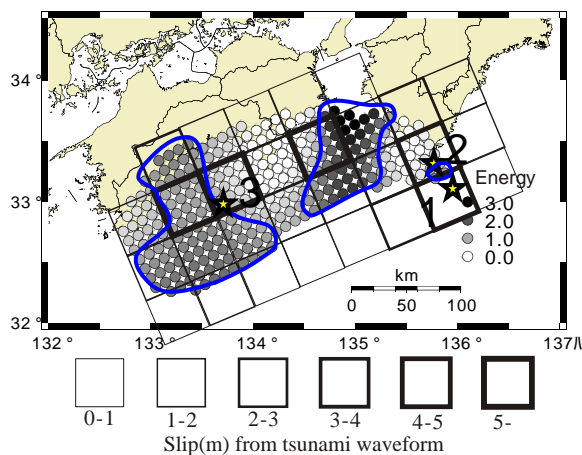 34 °
33 °
32 °
2
3
1
Energy
3.0
2.0
1.0
0.0
km
0 50 100
132 ° 133 ° 134 ° 135 ° 136 ° 137
0-1 1-2 2-3 3-4 4-5 5-
Slip(m) from tsunami waveform